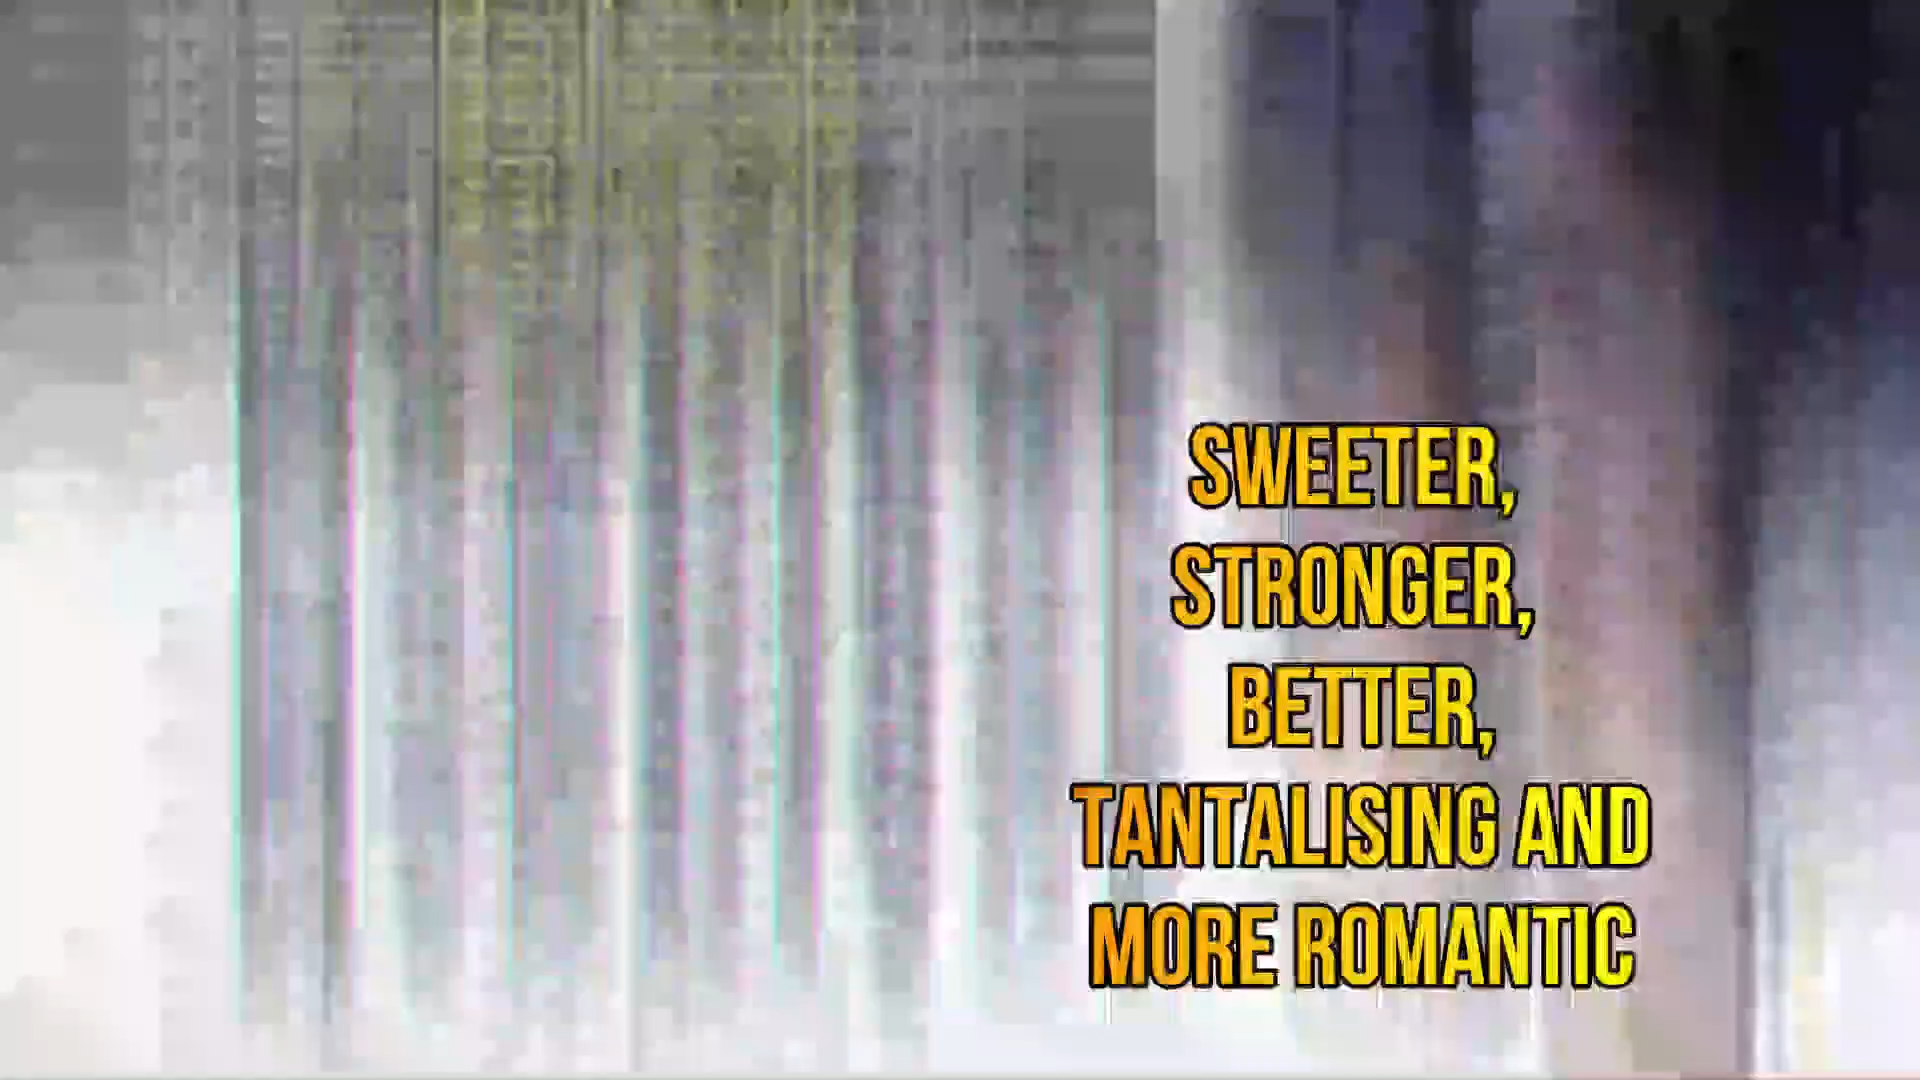 SWEETER,
STRONGER,
BETTER,
TANTALISING AND
MORE ROMANTIC